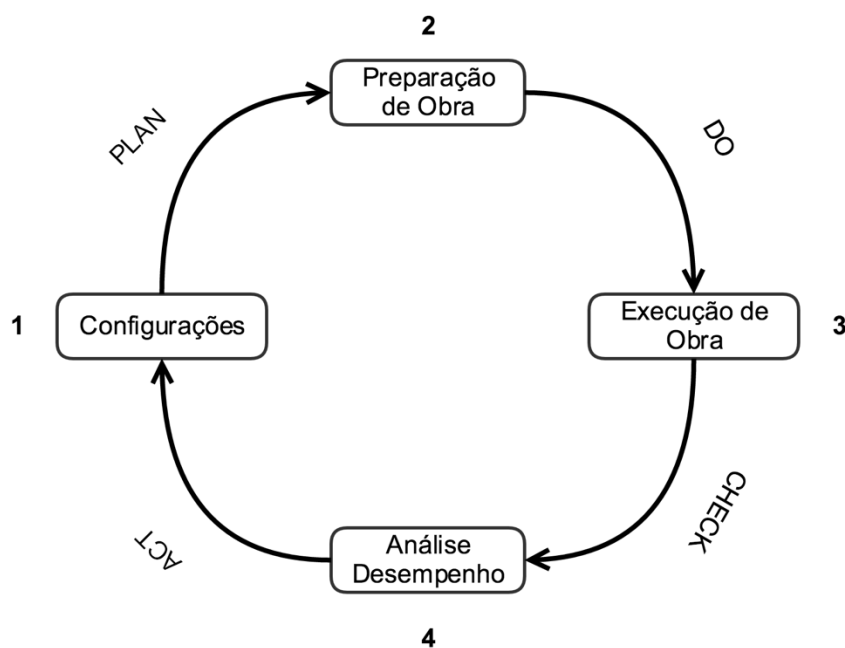 2
Preparação
de Obra
PLAN
DO
1
Configurações
Execução de
Obra
3
CHECK
ACT
Análise
Desempenho
4